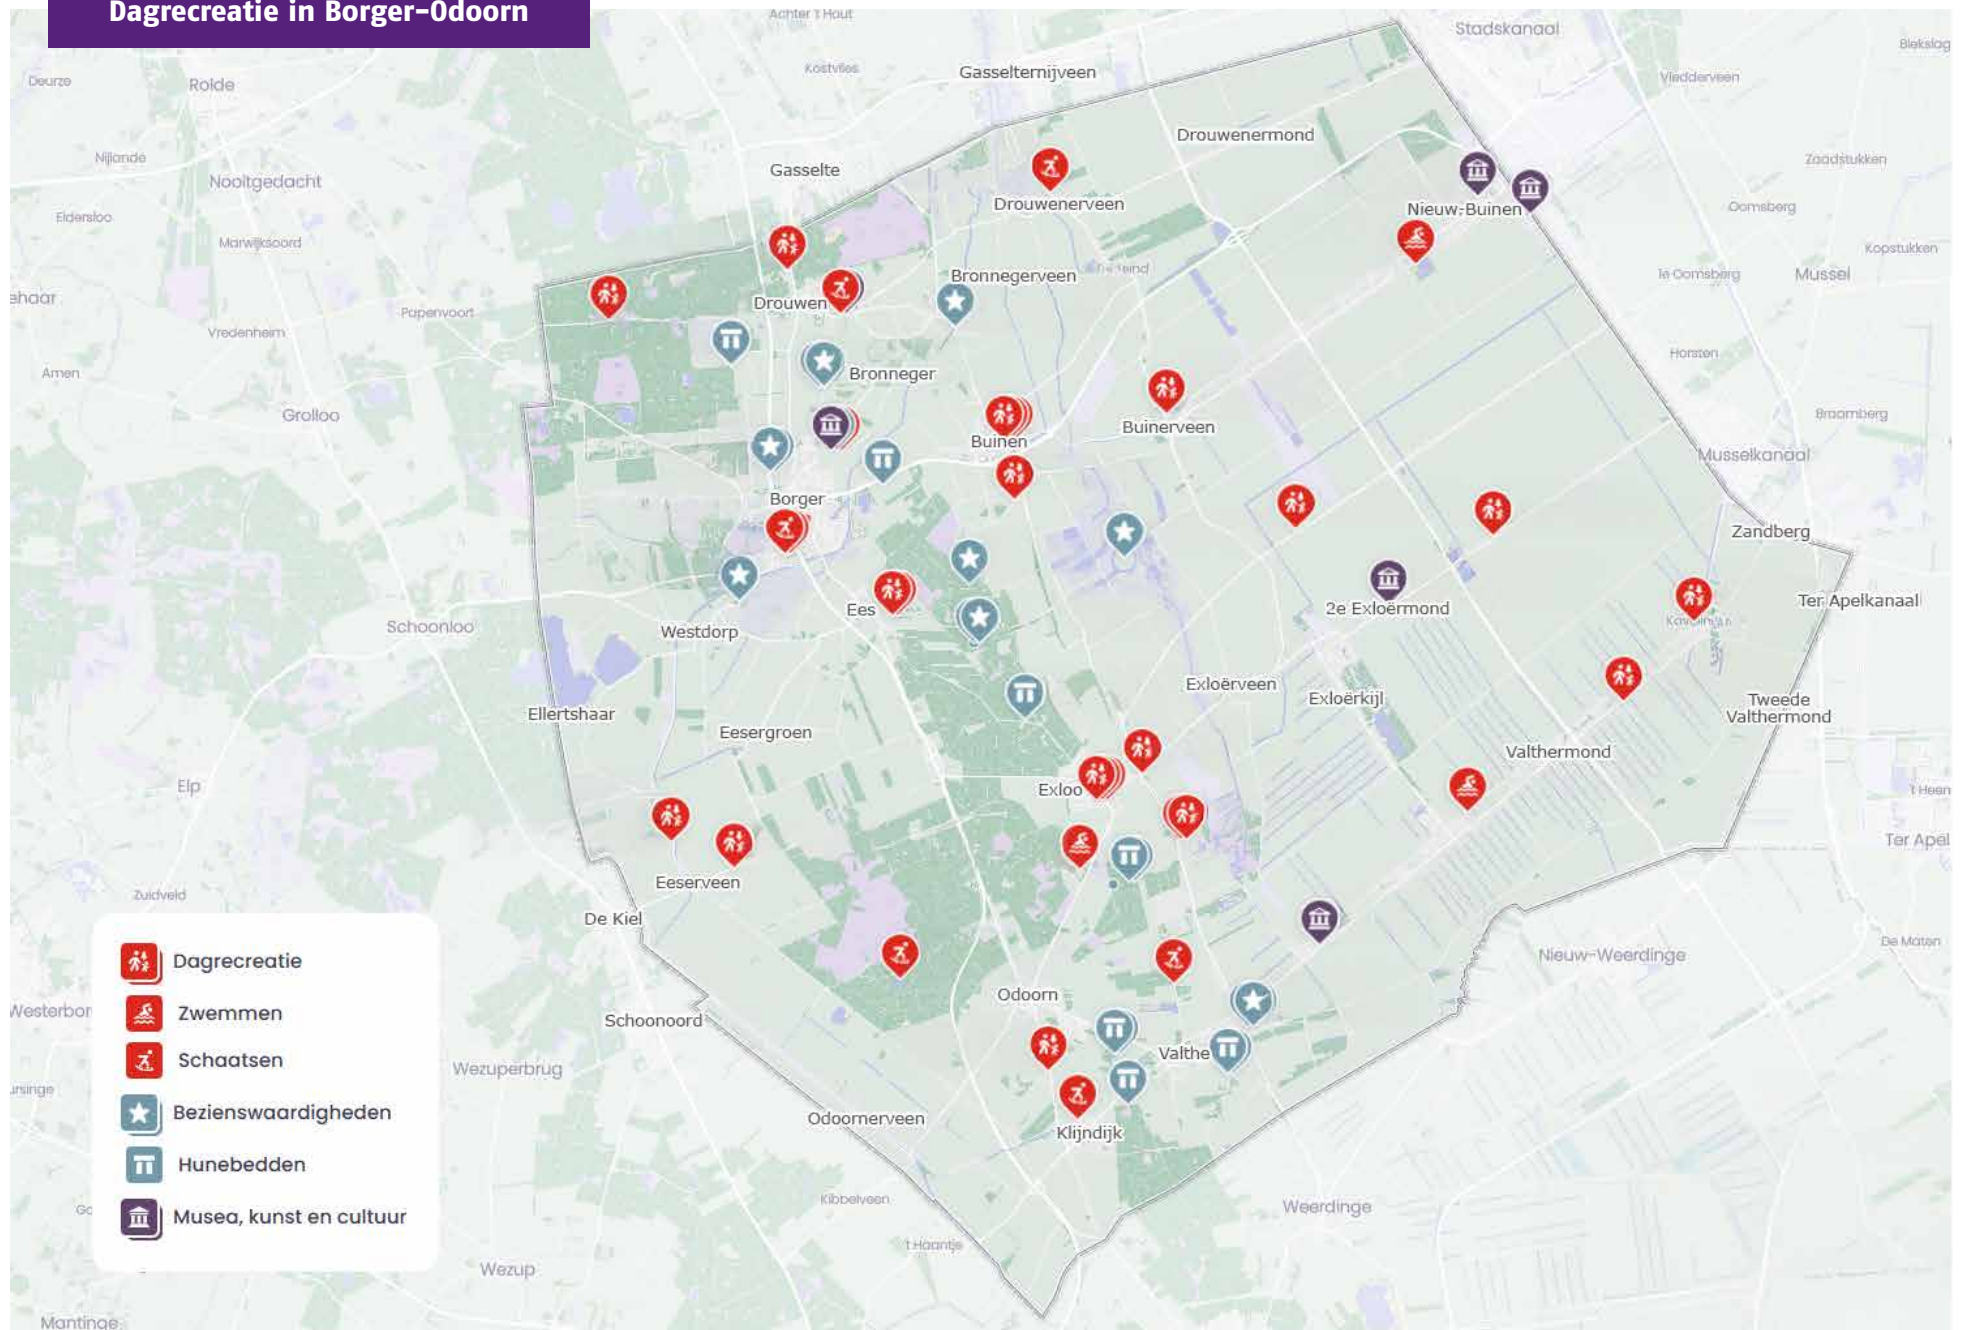 Dagrecreatie in Borger-Odoorn
Achter 't Hout
Stadskanaal
Blekslag
Deurze
Rolde
Kostvlies
Gasselternijveen
Vledderveen
Drouwenermond
Nijlande
Gasselte
Zaadstukken
Nooitgedacht
Drouwenerveen
Nieuw-Buinen
Oomsberg
Eldersloo
Marwijksoord
Kopstukken
Bronnegerveen
1e Oomsberg
Mussel
ehaar
Drouwen
Papenvoort
Vredenheim
Horsten
Amen
Bronneger
Grolloo
Braamberg
Buinerveen
Buinen
Musselkanaal
Borger
Zandberg
Ter Apelkanaal
2e Exloërmond
Ees
Schoonloo
Westdorp
Exloërveen
Exloërkijl
Tweede
Valthermond
Ellertshaar
Eesergroen
Valthermond
Elp
Exloo
't Heem
Ter Apel
Eeserveen
Zuidveld
De Kiel
De Maten
Nieuw-Weerdinge
Dagrecreatie
Odoorn
Westerbor
Zwemmen
Schoonoord
Schaatsen
Valthe
Wezuperbrug
Bezienswaardigheden
Odoornerveen
Klijndijk
Hunebedden
Kibbelveen
Weerdinge
Musea, kunst en cultuur
't Haantje
Wezup
Mantinge